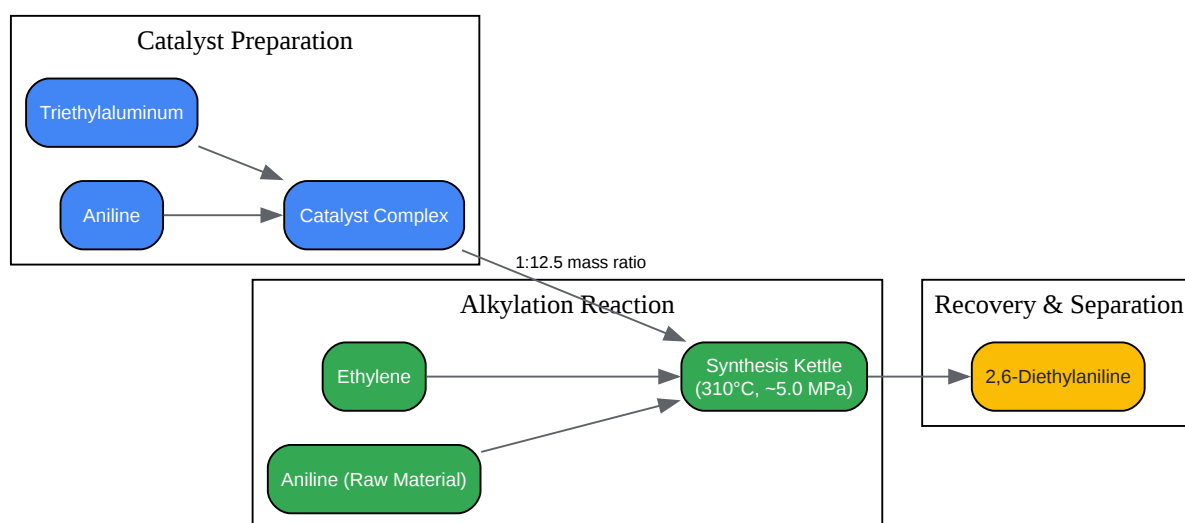 Catalyst Preparation
Triethylaluminum
Aniline
Catalyst Complex
1:12.5 mass ratio
Alkylation Reaction
Ethylene
Aniline (Raw Material)
Synthesis Kettle
(310°C, ~5.0 MPa)
Recovery & Separation
2,6-Diethylaniline